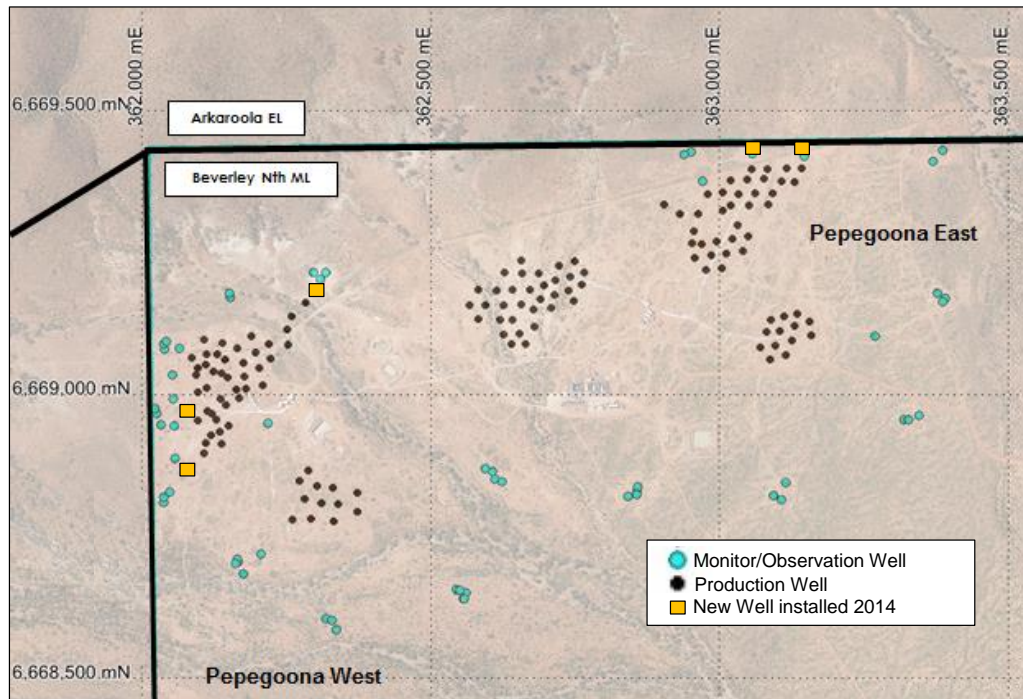 362,000 mE
362,500 mE
363,000 mE
363,500 mE
6,669,500 mN
Arkaroola EL
Beverley Nth ML
Pepegoona East
6,669,000 mN
Monitor/Observation Well
Production Well
New Well installed 2014
Pepegoona West
6,668,500 mN